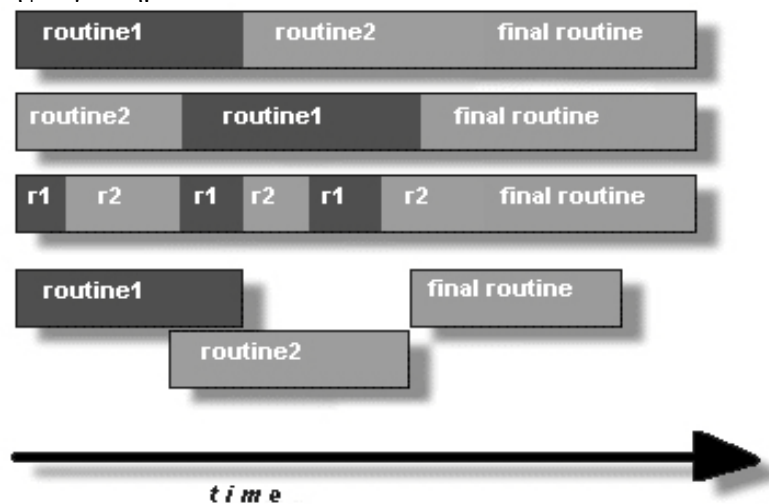 routine1 routine2 final routine
routine2 routine1 final routine
r1 r2 r1 r2 r1 r2 final routine
routine1 final routine
routine2
time